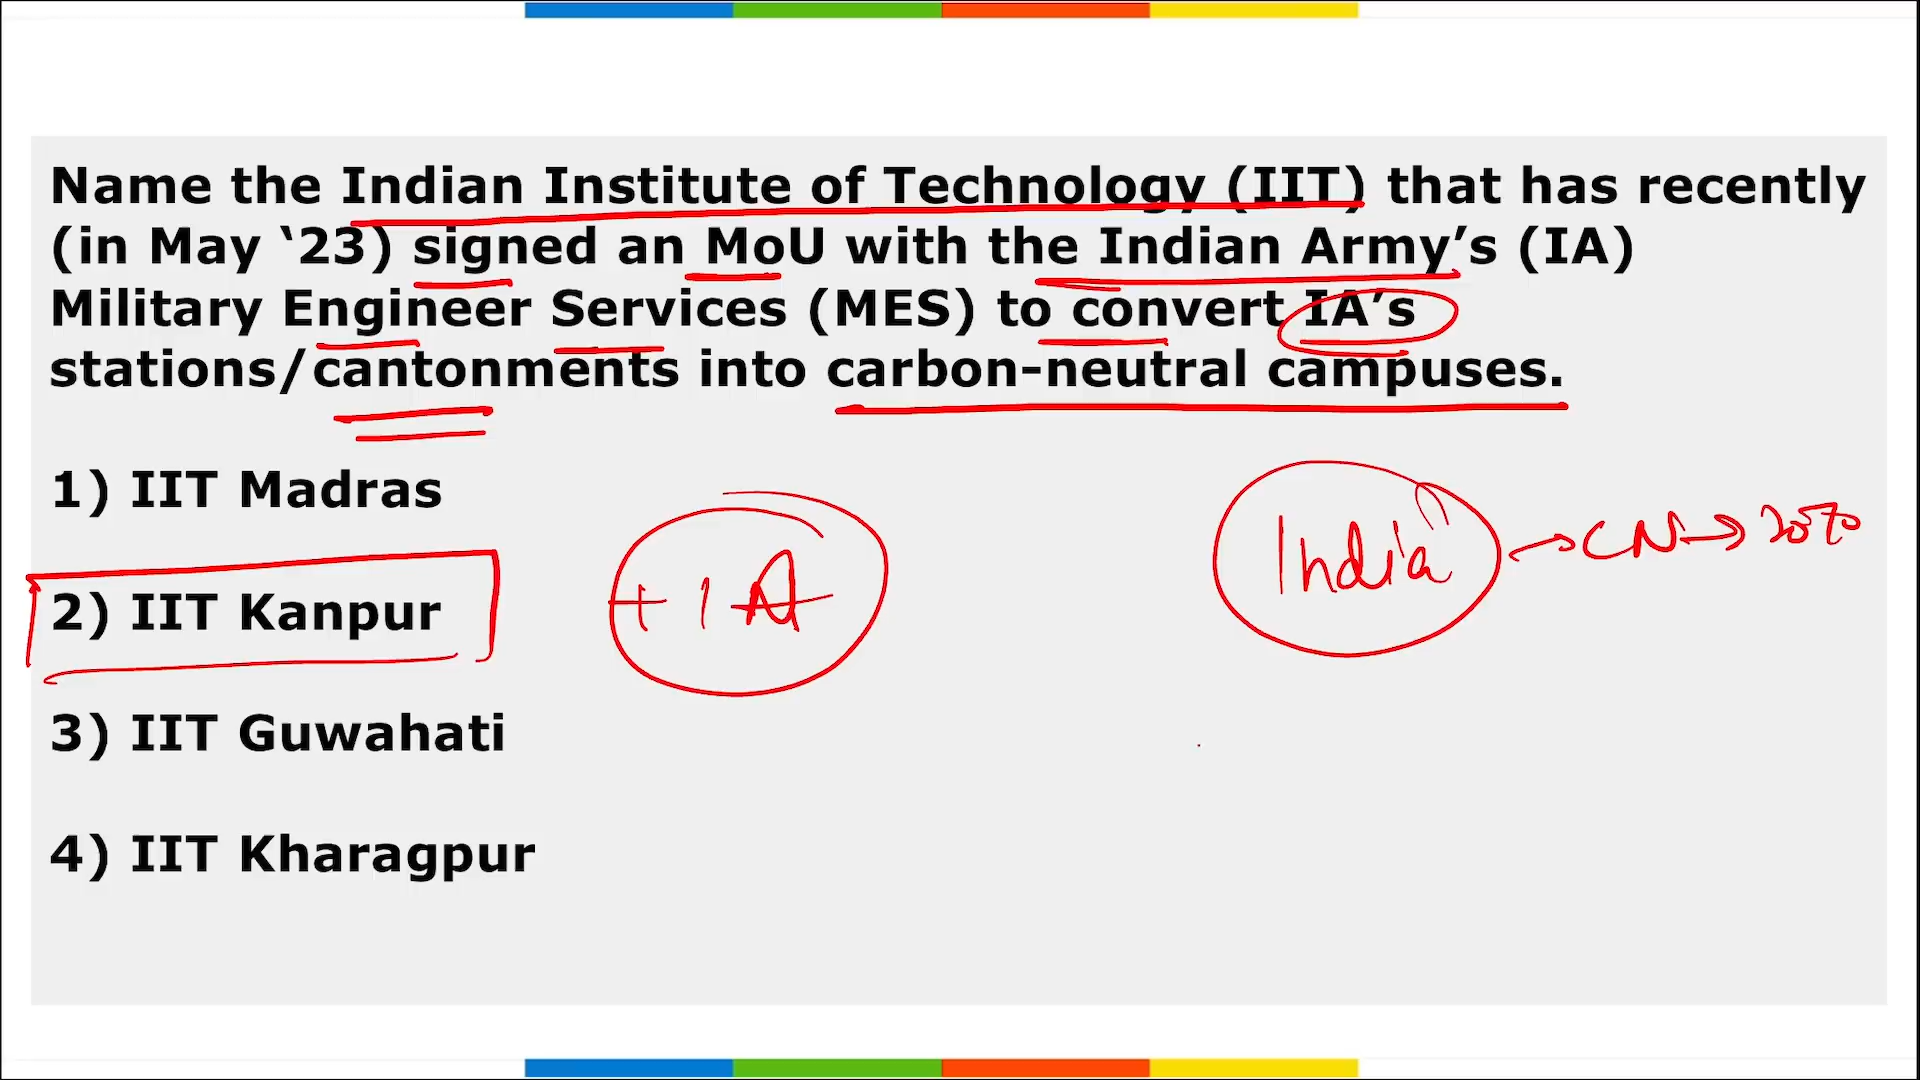 Name the Indian Institute of Technology (IIT) that has recently
(in May ‘23) signed an MoU with the Indian Army’s (IA)
Military Engineer Services (MES) to convert IA’s
stations/cantonments into carbon-neutral campuses.
1) IIT Madras
India → CN → 2070
2) IIT Kanpur + IA
3) IIT Guwahati
4) IIT Kharagpur